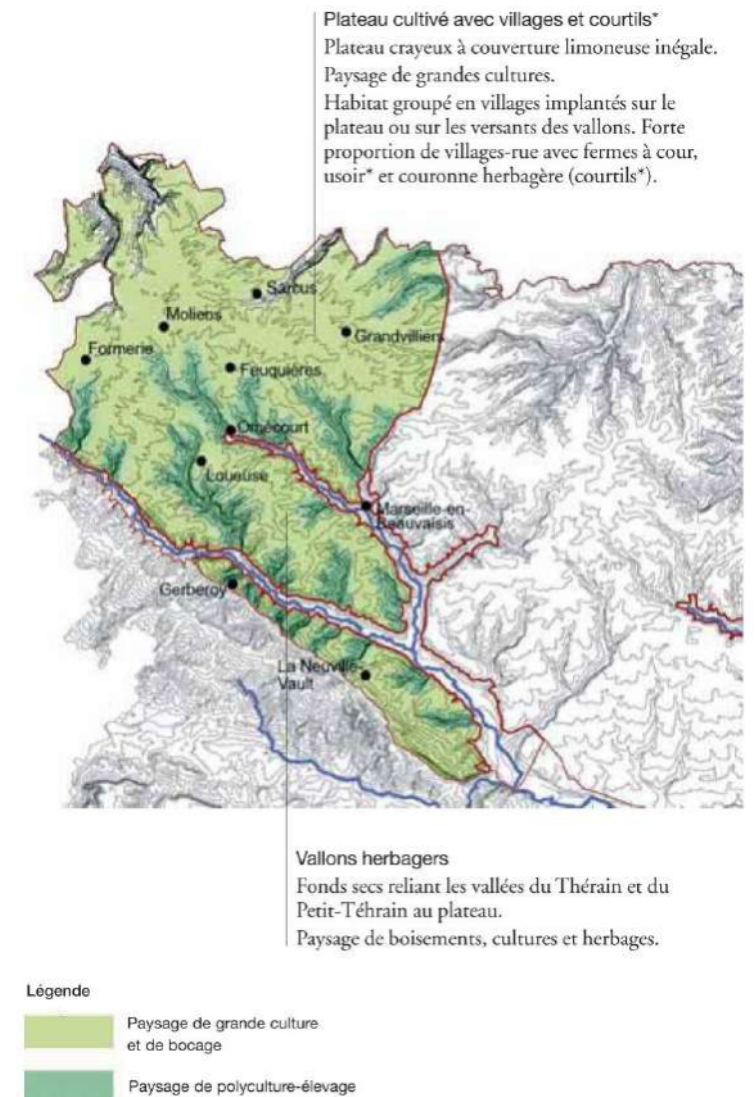 Plateau cultivé avec villages et courtils*
Plateau crayeux à couverture limoneuse inégale.
Paysage de grandes cultures.
Habitat groupé en villages implantés sur le
plateau ou sur les versants des vallons. Forte
proportion de villages-rue avec fermes à cour,
usoir* et couronne herbagère (courtils*).
Sarcus
Moliens
Grandvilliers
Formerie
Feuquières
Omécourt
Loueuse
Marseille-en-
Beauvaisis
Gerberoy
La Neuville-
Vault
Vallons herbagers
Fonds secs reliant les vallées du Thérain et du
Petit-Téhrain au plateau.
Paysage de boisements, cultures et herbages.
Légende
Paysage de grande culture
et de bocage
Paysage de polyculture-élevage